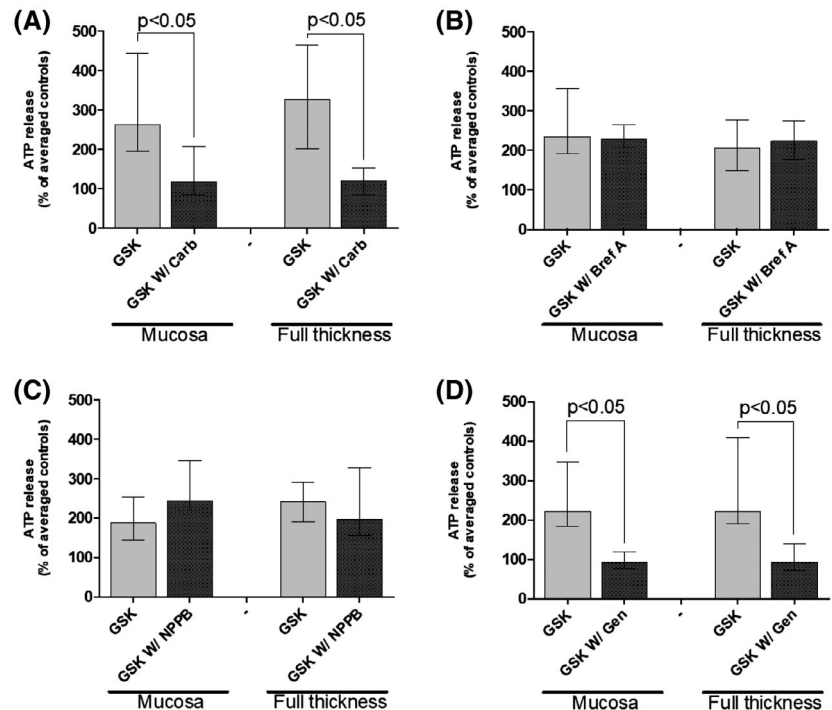 (A)
p<0.05
p<0.05
500
400
300
200
100
0
ATP release
(% of averaged controls)
GSK
GSK W/ Carb
-
GSK
GSK W/ Carb
Mucosa
Full thickness
(B)
500
400
300
200
100
0
ATP release
(% of averaged controls)
GSK
GSK W/ Bref A
-
GSK
GSK W/ Bref A
Mucosa
Full thickness
(C)
500
400
300
200
100
0
ATP release
(% of averaged controls)
GSK
GSK W/ NPPB
-
GSK
GSK W/ NPPB
Mucosa
Full thickness
(D)
p<0.05
p<0.05
500
400
300
200
100
0
ATP release
(% of averaged controls)
GSK
GSK W/ Gen
-
GSK
GSK W/ Gen
Mucosa
Full thickness